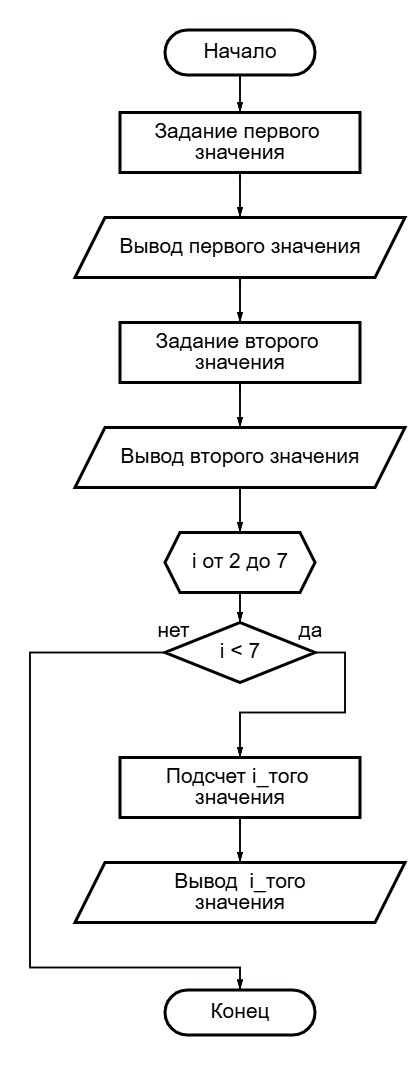 Начало
Задание первого
значения
Вывод первого значения
Задание второго
значения
Вывод второго значения
i от 2 до 7
нет
да
i < 7
Подсчет i_того
значения
Вывод  i_того
значения
Конец